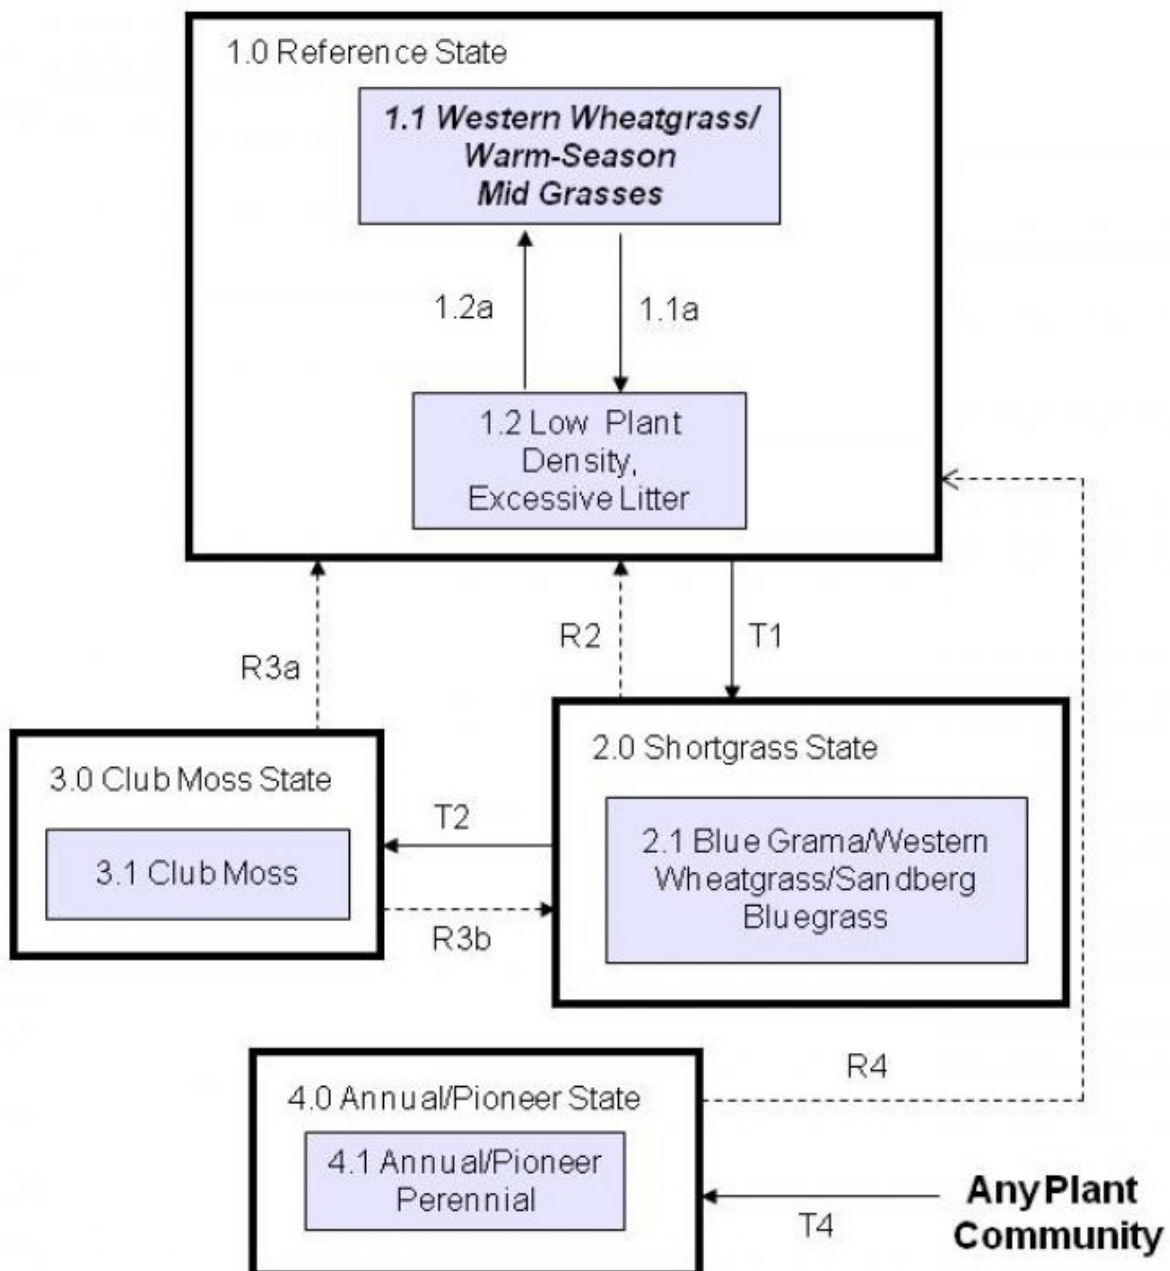 1.0 Reference State
1.1 Western Wheatgrass/
Warm-Season
Mid Grasses
1.2a
1.1a
1.2 Low Plant
Density,
Excessive Litter
R3a
R2
T1
3.0 Club Moss State
3.1 Club Moss
T2
R3b
2.0 Shortgrass State
2.1 Blue Grama/Western
Wheatgrass/Sandberg
Bluegrass
4.0 Annual/Pioneer State
4.1 Annual/Pioneer
Perennial
R4
T4
Any Plant
Community